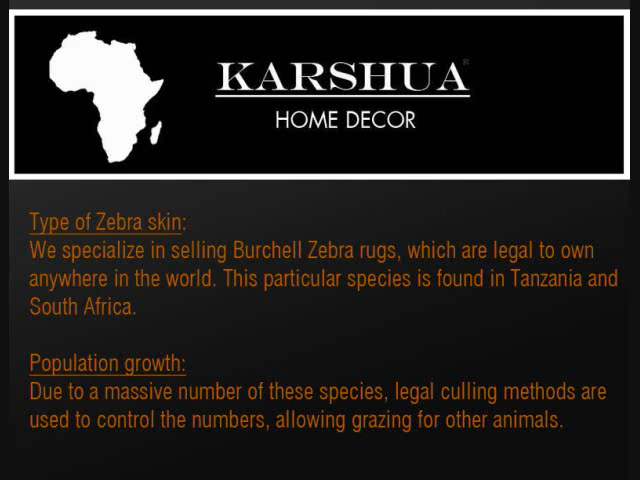 KARSHUA®
HOME DECOR
Type of Zebra skin:
We specialize in selling Burchell Zebra rugs, which are legal to own
anywhere in the world. This particular species is found in Tanzania and
South Africa.
Population growth:
Due to a massive number of these species, legal culling methods are
used to control the numbers, allowing grazing for other animals.